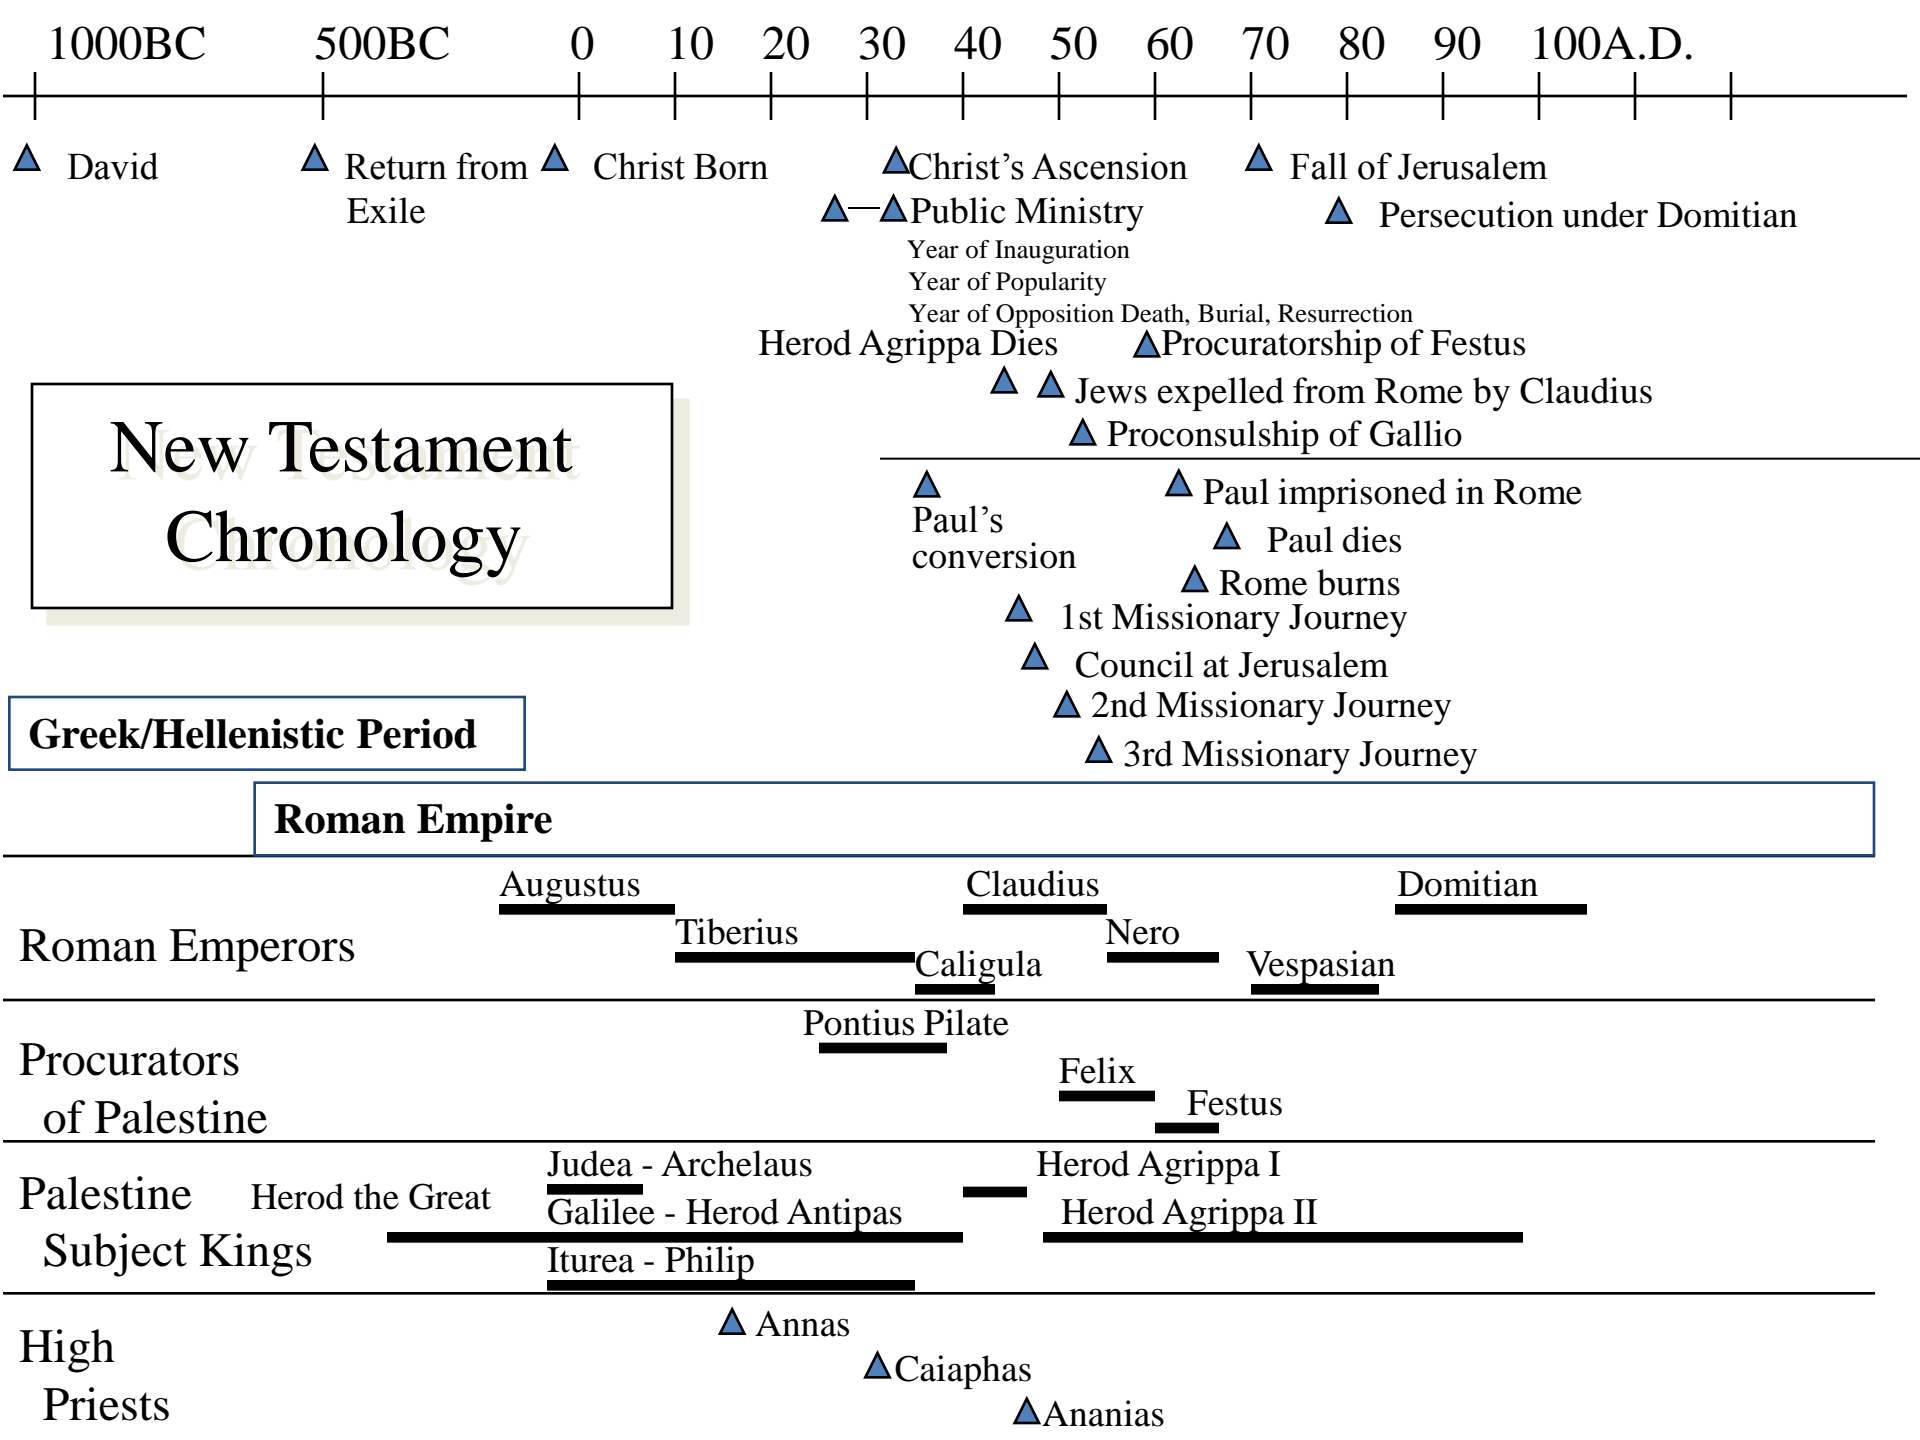 1000BC 500BC 0 10 20 30 40 50 60 70 80 90 100A.D.
David
Return from
Exile
Christ Born
Christ’s Ascension
Fall of Jerusalem
Public Ministry
Persecution under Domitian
Year of Inauguration
Year of Popularity
Year of Opposition Death, Burial, Resurrection
Herod Agrippa Dies
Procuratorship of Festus
Jews expelled from Rome by Claudius
Proconsulship of Gallio
New Testament
Chronology
Paul’s
conversion
Paul imprisoned in Rome
Paul dies
Rome burns
1st Missionary Journey
Council at Jerusalem
2nd Missionary Journey
3rd Missionary Journey
Greek/Hellenistic Period
Roman Empire
Roman Emperors
Augustus
Claudius
Domitian
Tiberius
Nero
Caligula
Vespasian
Procurators
of Palestine
Pontius Pilate
Felix
Festus
Palestine
Subject Kings
Herod the Great
Judea - Archelaus
Herod Agrippa I
Galilee - Herod Antipas
Herod Agrippa II
Iturea - Philip
High
Priests
Annas
Caiaphas
Ananias